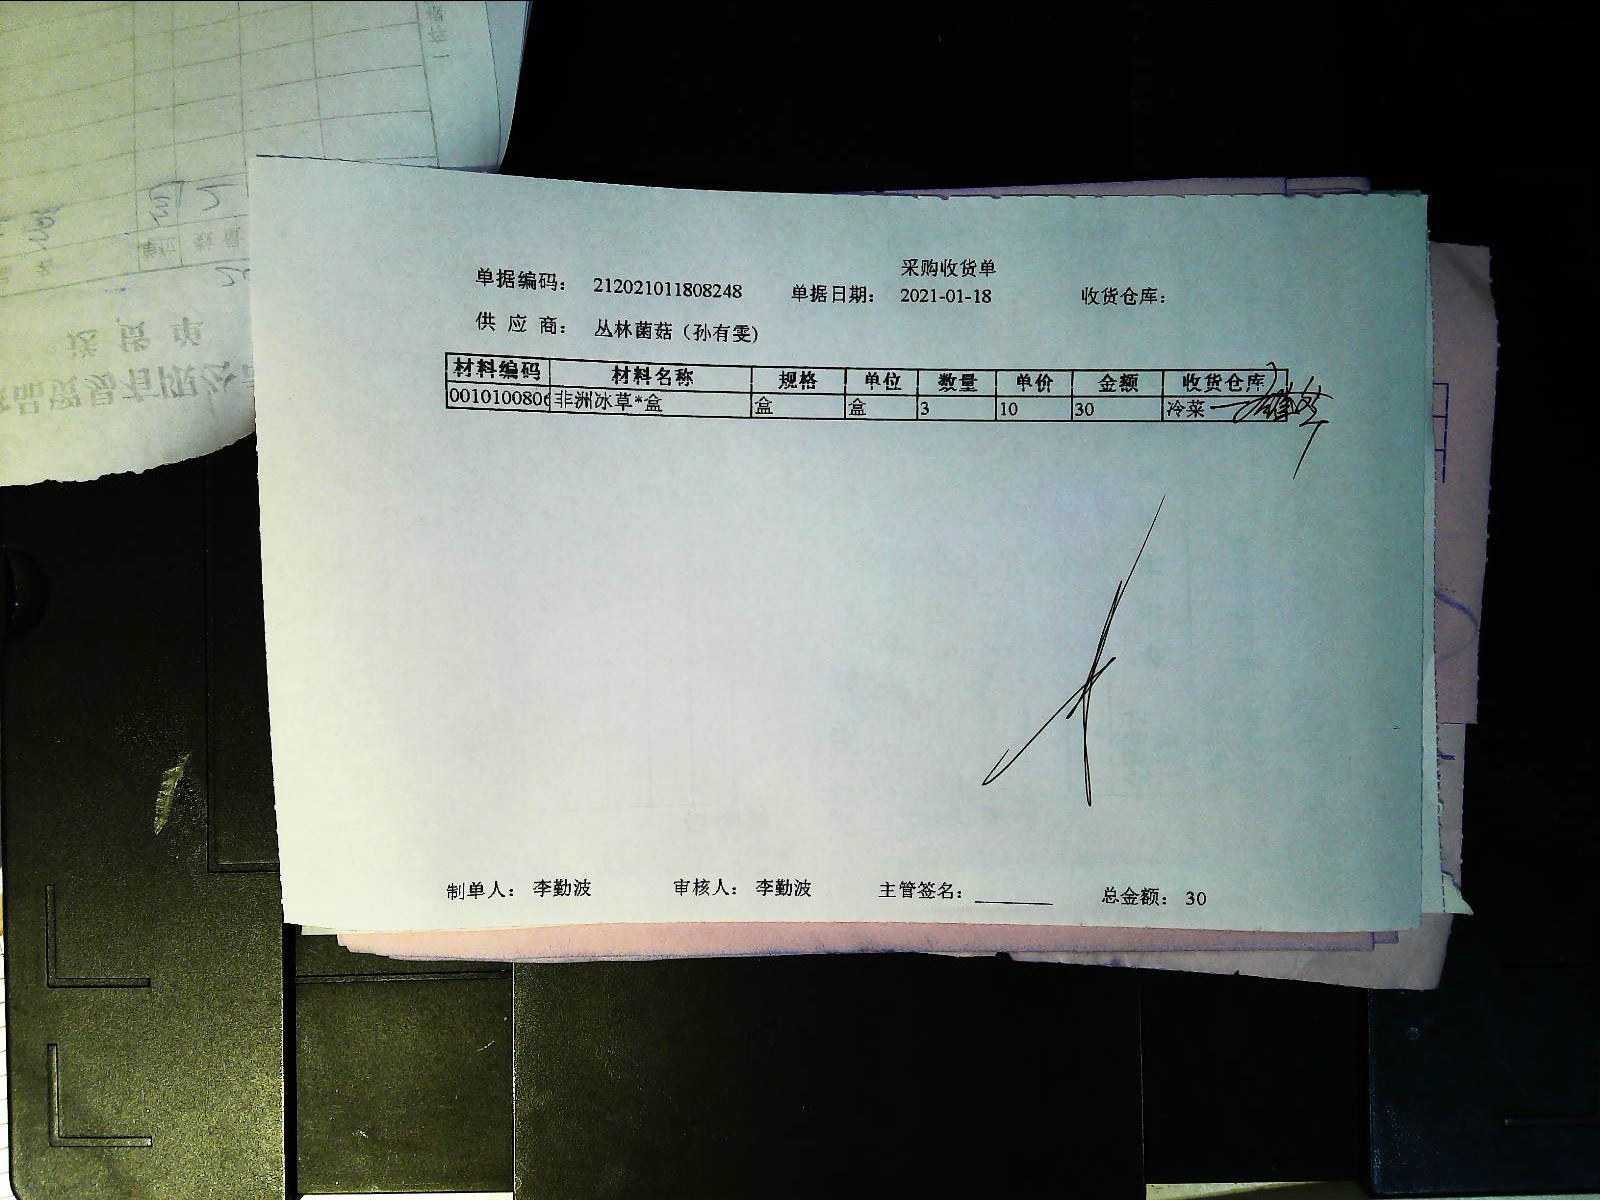 采购收货单
单据编码: 212021011808248 单据日期: 2021-01-18 收货仓库:
供应商: 丛林菌菇(孙有雯)
材料编码 材料名称 规格 单位 数量 单价 金额 收货仓库
0010100806 非洲冰草*盒 盒 盒 3 10 30 冷菜
制单人: 李勤波 审核人: 李勤波 主管签名: 总金额: 30
送货单